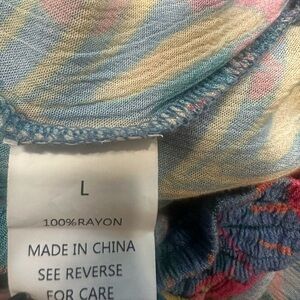 L
100%RAYON
MADE IN CHINA
SEE REVERSE
FOR CARE